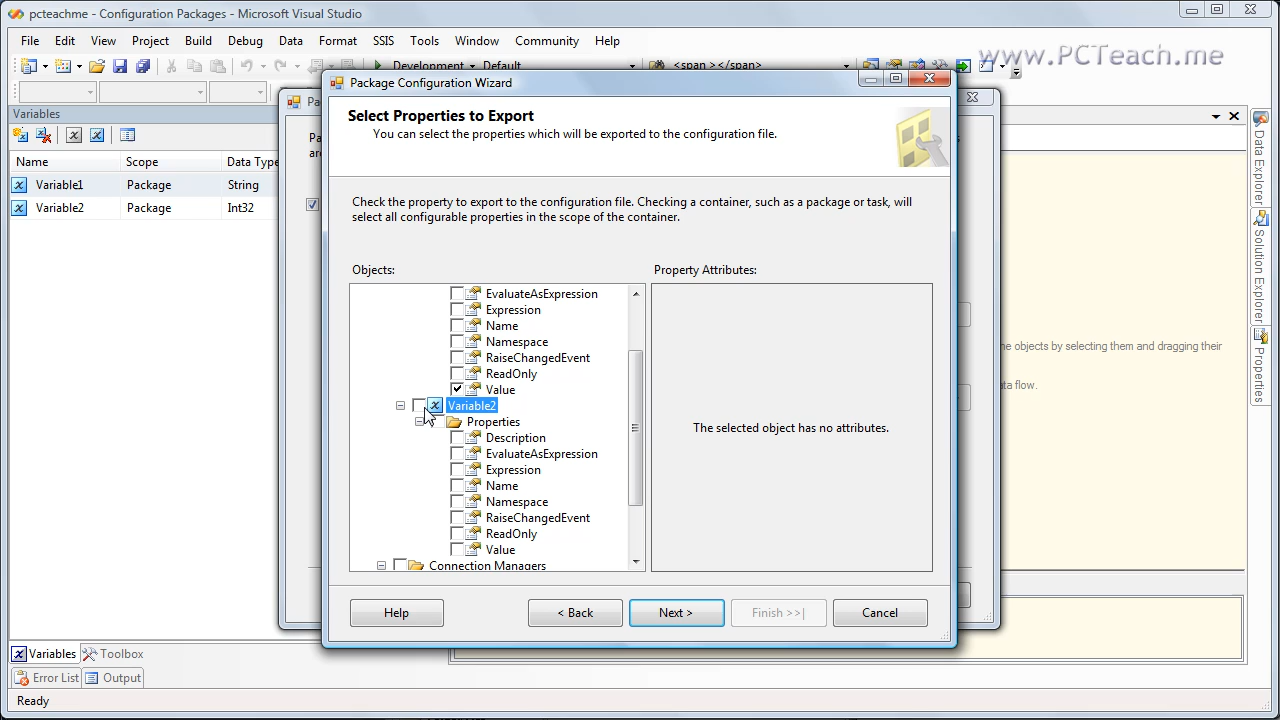 pcteachme - Configuration Packages - Microsoft Visual Studio
File Edit View Project Build Debug Data Format SSIS Tools Window Community Help
Development Default <span ></span>
www.PCTeach.me
Variables
Name Scope Data Type
Variable1 Package String
Variable2 Package Int32
Pa
Pa
are
Package Configuration Wizard
Select Properties to Export
You can select the properties which will be exported to the configuration file.
Check the property to export to the configuration file. Checking a container, such as a package or task, will
select all configurable properties in the scope of the container.
Objects:
Property Attributes:
EvaluateAsExpression
Expression
Name
Namespace
RaiseChangedEvent
ReadOnly
Value
Variable2
Properties
Description
EvaluateAsExpression
Expression
Name
Namespace
RaiseChangedEvent
ReadOnly
Value
Connection Managers
The selected object has no attributes.
Help < Back Next > Finish >>| Cancel
ne objects by selecting them and dragging their
ata flow.
Data Explorer
Solution Explorer
Properties
Variables Toolbox
Error List Output
Ready